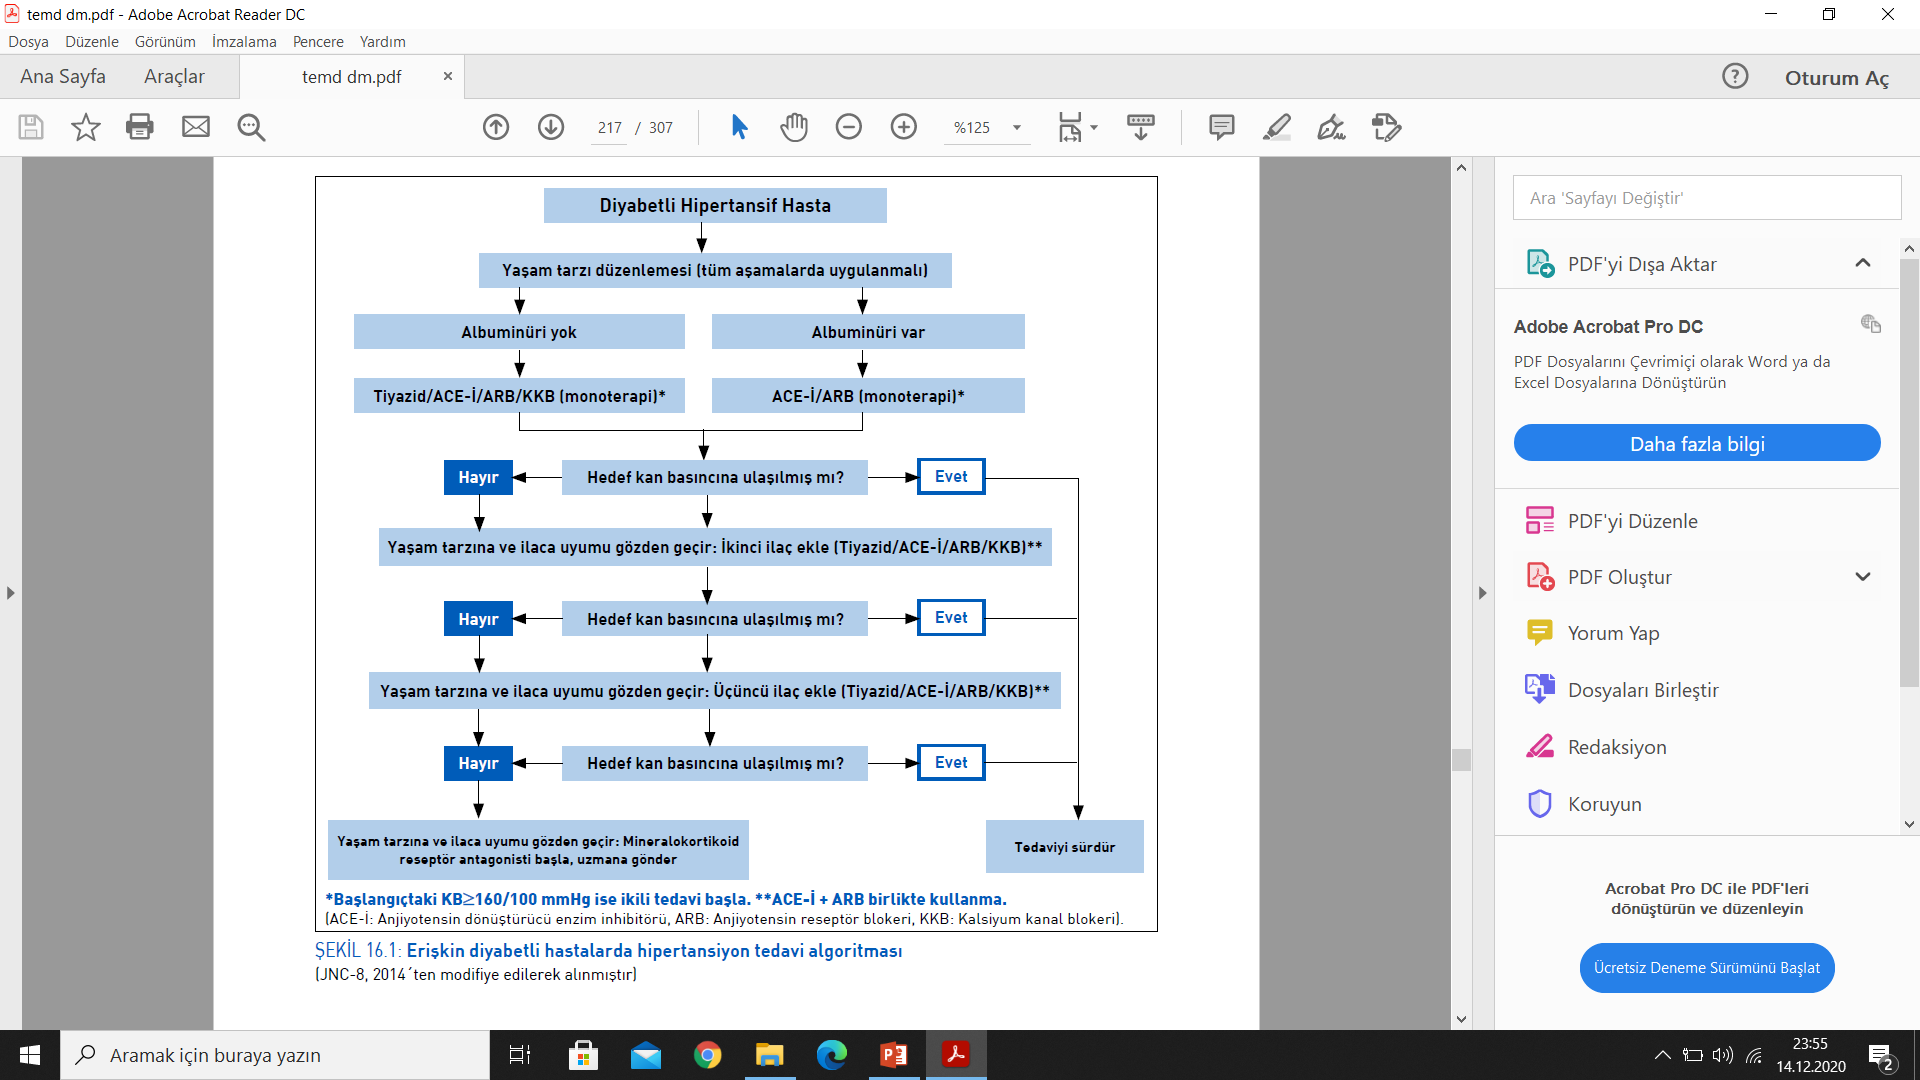 temd dm.pdf - Adobe Acrobat Reader DC
Dosya Düzenle Görünüm İmzalama Pencere Yardım
Ana Sayfa Araçlar temd dm.pdf Oturum Aç
217 / 307 %125
Diyabetli Hipertansif Hasta
Yaşam tarzı düzenlemesi (tüm aşamalarda uygulanmalı)
Albuminüri yok Albuminüri var
Tiyazid/ACE-İ/ARB/KKB (monoterapi)* ACE-İ/ARB (monoterapi)*
Hayır Hedef kan basıncına ulaşılmış mı? Evet
Yaşam tarzına ve ilaca uyumu gözden geçir: İkinci ilaç ekle (Tiyazid/ACE-İ/ARB/KKB)**
Hayır Hedef kan basıncına ulaşılmış mı? Evet
Yaşam tarzına ve ilaca uyumu gözden geçir: Üçüncü ilaç ekle (Tiyazid/ACE-İ/ARB/KKB)**
Hayır Hedef kan basıncına ulaşılmış mı? Evet
Yaşam tarzına ve ilaca uyumu gözden geçir: Mineralokortikoid
reseptör antagonisti başla, uzmana gönder
Tedaviyi sürdür
*Başlangıçtaki KB≥160/100 mmHg ise ikili tedavi başla. **ACE-İ + ARB birlikte kullanma.
(ACE-İ: Anjiyotensin dönüştürücü enzim inhibitörü, ARB: Anjiyotensin reseptör blokeri, KKB: Kalsiyum kanal blokeri).
ŞEKİL 16.1: Erişkin diyabetli hastalarda hipertansiyon tedavi algoritması
(JNC-8, 2014´ten modifiye edilerek alınmıştır)
Ara 'Sayfayı Değiştir'
PDF'yi Dışa Aktar
Adobe Acrobat Pro DC
PDF Dosyalarını Çevrimiçi olarak Word ya da
Excel Dosyalarına Dönüştürün
Daha fazla bilgi
PDF'yi Düzenle
PDF Oluştur
Yorum Yap
Dosyaları Birleştir
Redaksiyon
Koruyun
Acrobat Pro DC ile PDF'leri
dönüştürün ve düzenleyin
Ücretsiz Deneme Sürümünü Başlat
Aramak için buraya yazın
23:55
14.12.2020
2